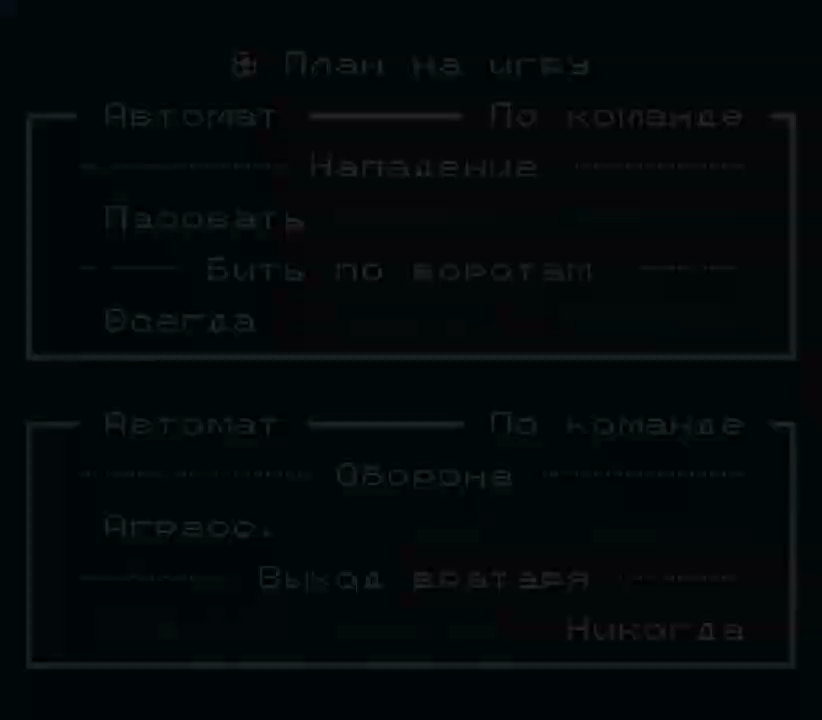 План на игру
Автомат По команде
Нападение
Пасовать
Бить по воротам
Всегда
Автомат По команде
Оборона
Агресс.
Выход вратаря
Никогда